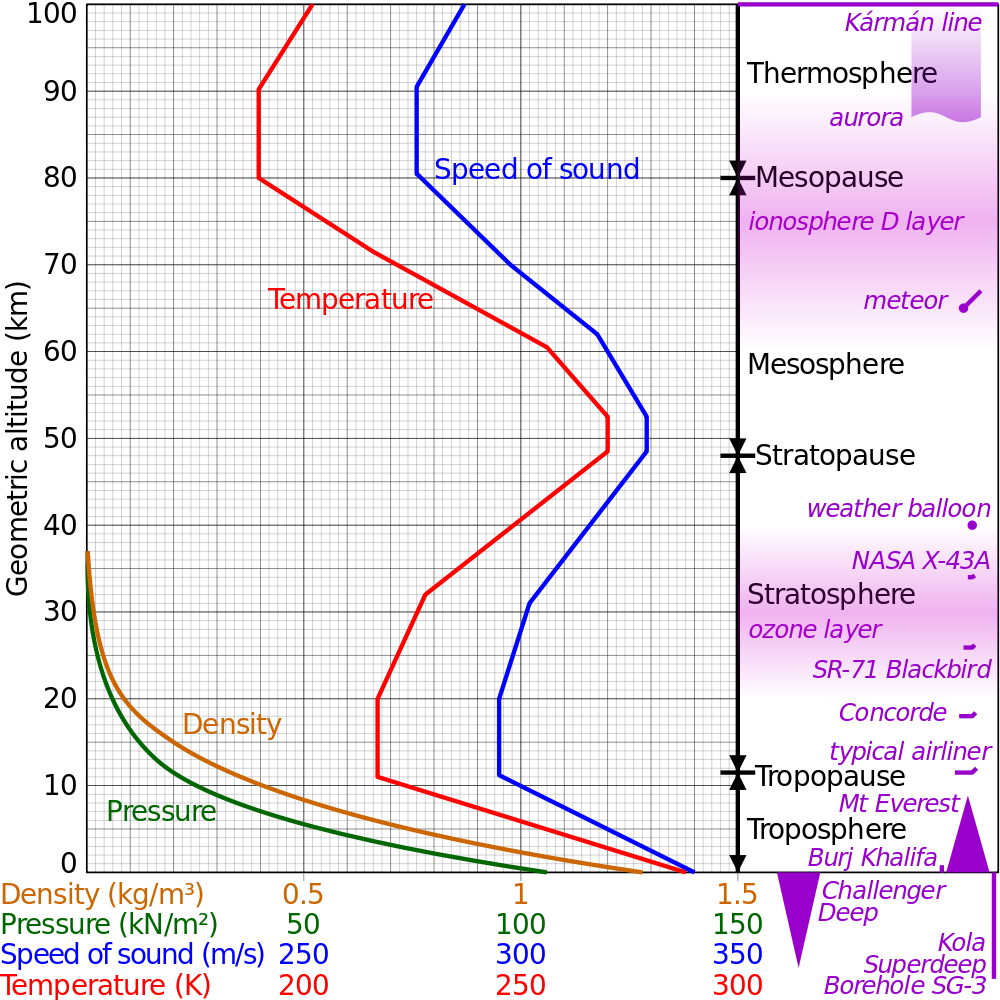 100
Kármán line
Thermosphere
90
aurora
Speed of sound
80
Mesopause
ionosphere D layer
70
Temperature
meteor
60
Mesosphere
Geometric altitude (km)
50
Stratopause
weather balloon
40
NASA X-43A
Stratosphere
30
ozone layer
SR-71 Blackbird
20
Concorde
Density
typical airliner
10
Tropopause
Mt Everest
Pressure
Troposphere
Burj Khalifa
0
Density (kg/m³) 0.5 1 1.5
Challenger
Deep
Pressure (kN/m²) 50 100 150
Speed of sound (m/s) 250 300 350
Temperature (K) 200 250 300
Kola
Superdeep
Borehole SG-3